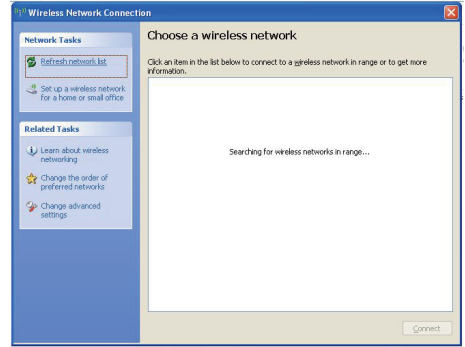 Wireless Network Connection
Network Tasks
Refresh network list
Set up a wireless network
for a home or small office
Related Tasks
Learn about wireless
networking
Change the order of
preferred networks
Change advanced
settings
Choose a wireless network
Click an item in the list below to connect to a wireless network in range or to get more
information.
Searching for wireless networks in range...
Connect